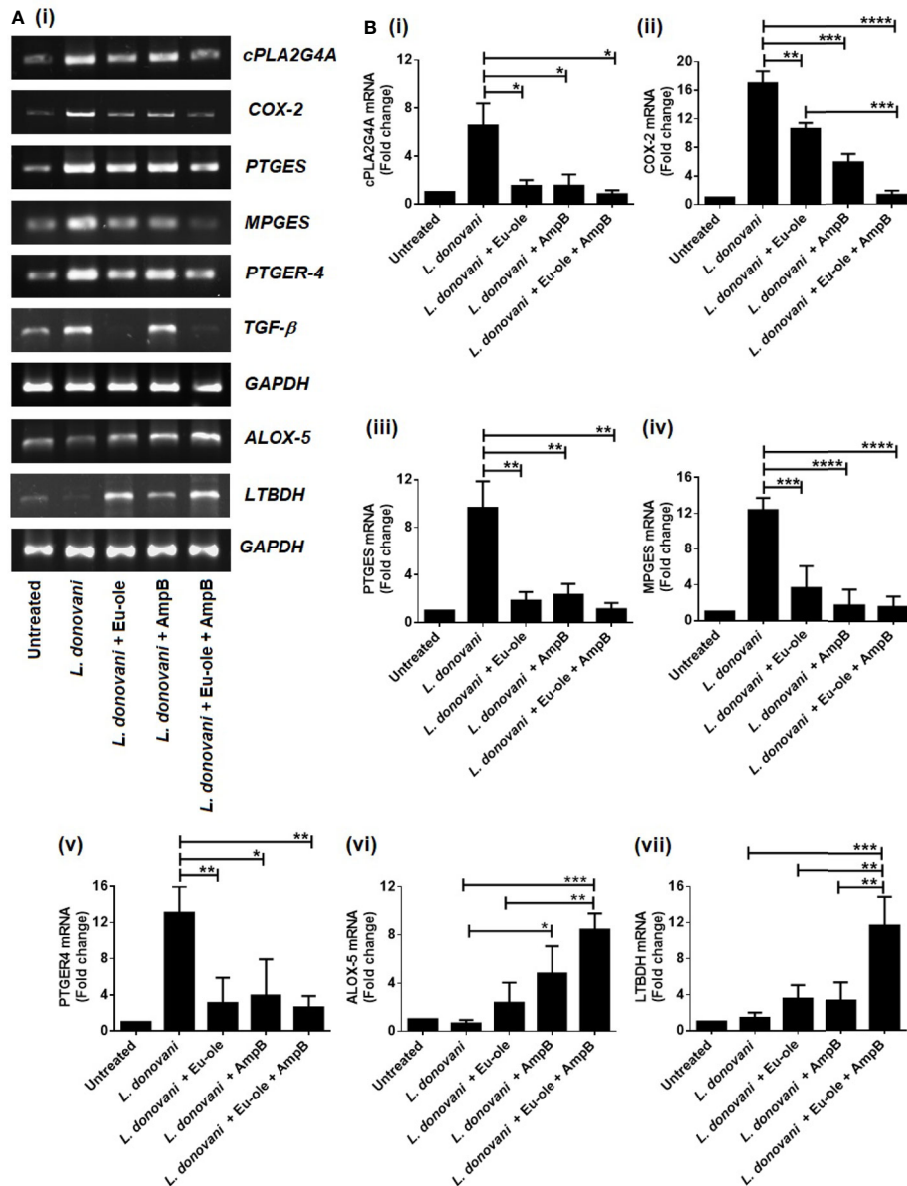 A (i)
cPLA2G4A
COX-2
PTGES
MPGES
PTGER-4
TGF-β
GAPDH
ALOX-5
LTBDH
GAPDH
Untreated
L. donovani
L. donovani + Eu-ole
L. donovani + AmpB
L. donovani + Eu-ole + AmpB
B (i)
cPLA2G4A mRNA
(Fold change)
12
8
4
0
*
*
*
Untreated
L. donovani
L. donovani + Eu-ole
L. donovani + AmpB
L. donovani + Eu-ole + AmpB
(ii)
COX-2 mRNA
(Fold change)
20
16
12
8
4
0
****
***
**
***
Untreated
L. donovani
L. donovani + Eu-ole
L. donovani + AmpB
L. donovani + Eu-ole + AmpB
(iii)
PTGES mRNA
(Fold change)
12
8
4
0
**
**
**
Untreated
L. donovani
L. donovani + Eu-ole
L. donovani + AmpB
L. donovani + Eu-ole + AmpB
(iv)
MPGES mRNA
(Fold change)
16
12
8
4
0
****
****
***
Untreated
L. donovani
L. donovani + Eu-ole
L. donovani + AmpB
L. donovani + Eu-ole + AmpB
(v)
PTGER4 mRNA
(Fold change)
16
12
8
4
0
**
*
**
Untreated
L. donovani
L. donovani + Eu-ole
L. donovani + AmpB
L. donovani + Eu-ole + AmpB
(vi)
ALOX-5 mRNA
(Fold change)
12
8
4
0
***
**
*
Untreated
L. donovani
L. donovani + Eu-ole
L. donovani + AmpB
L. donovani + Eu-ole + AmpB
(vii)
LTBDH mRNA
(Fold change)
16
12
8
4
0
***
**
**
Untreated
L. donovani
L. donovani + Eu-ole
L. donovani + AmpB
L. donovani + Eu-ole + AmpB